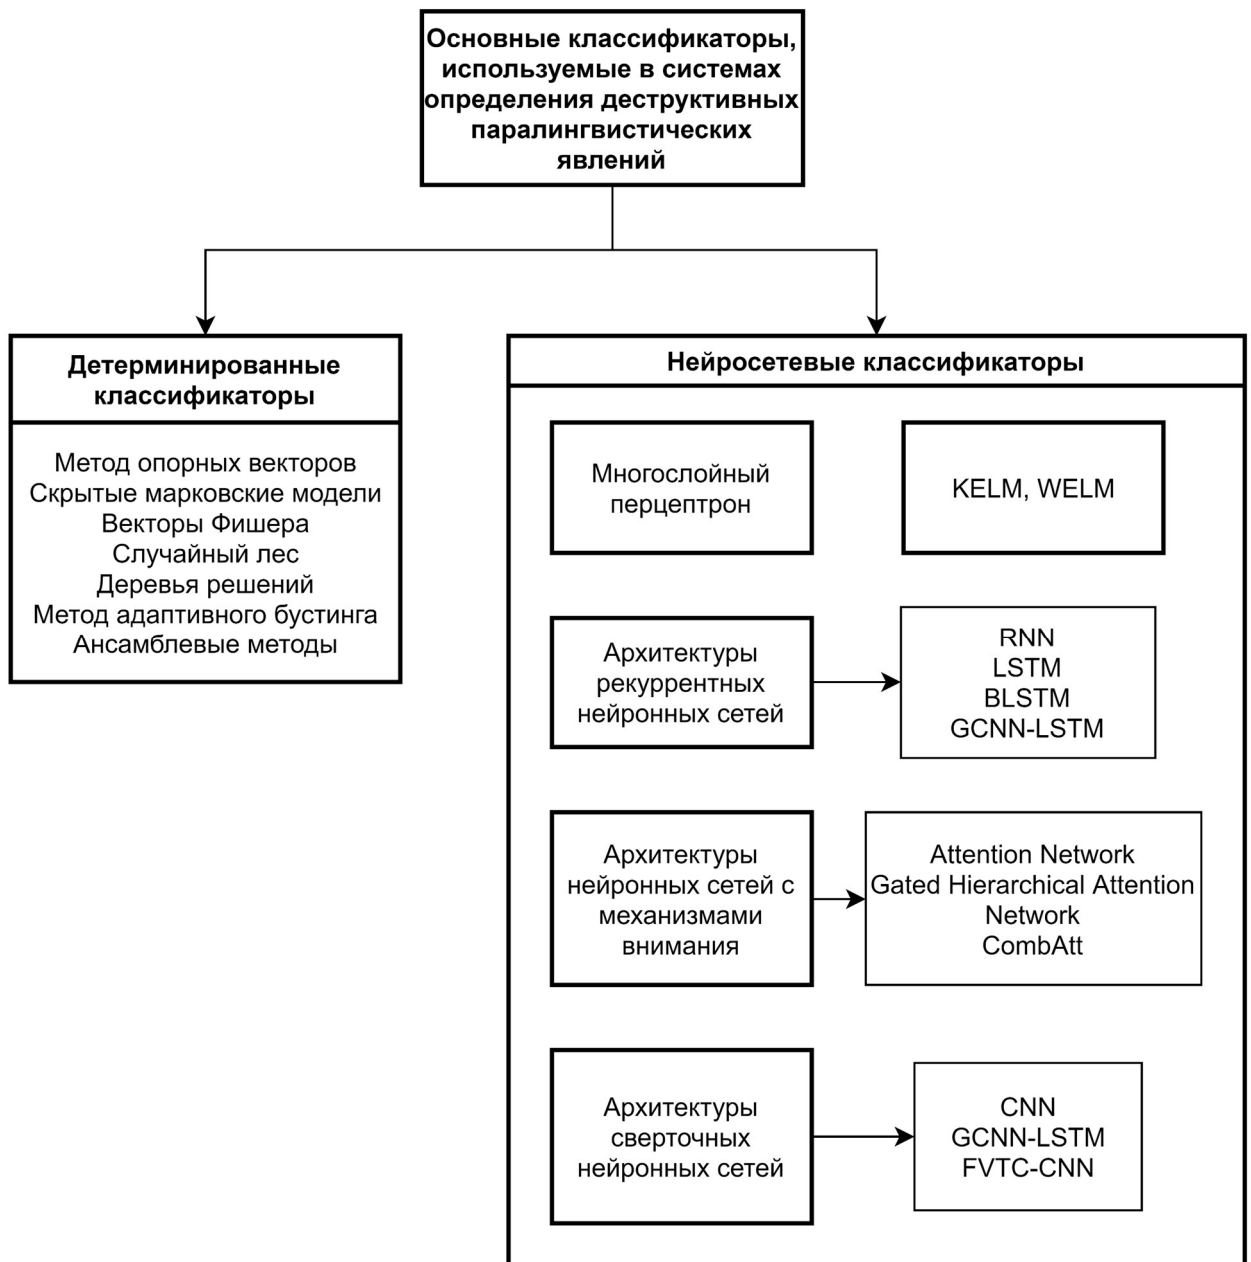 Основные классификаторы,
используемые в системах
определения деструктивных
паралингвистических
явлений
Детерминированные
классификаторы
Метод опорных векторов
Скрытые марковские модели
Векторы Фишера
Случайный лес
Деревья решений
Метод адаптивного бустинга
Ансамблевые методы
Нейросетевые классификаторы
Многослойный
перцептрон
KELM, WELM
Архитектуры
рекуррентных
нейронных сетей
RNN
LSTM
BLSTM
GCNN-LSTM
Архитектуры
нейронных сетей с
механизмами
внимания
Attention Network
Gated Hierarchical Attention
Network
CombAtt
Архитектуры
сверточных
нейронных сетей
CNN
GCNN-LSTM
FVTC-CNN